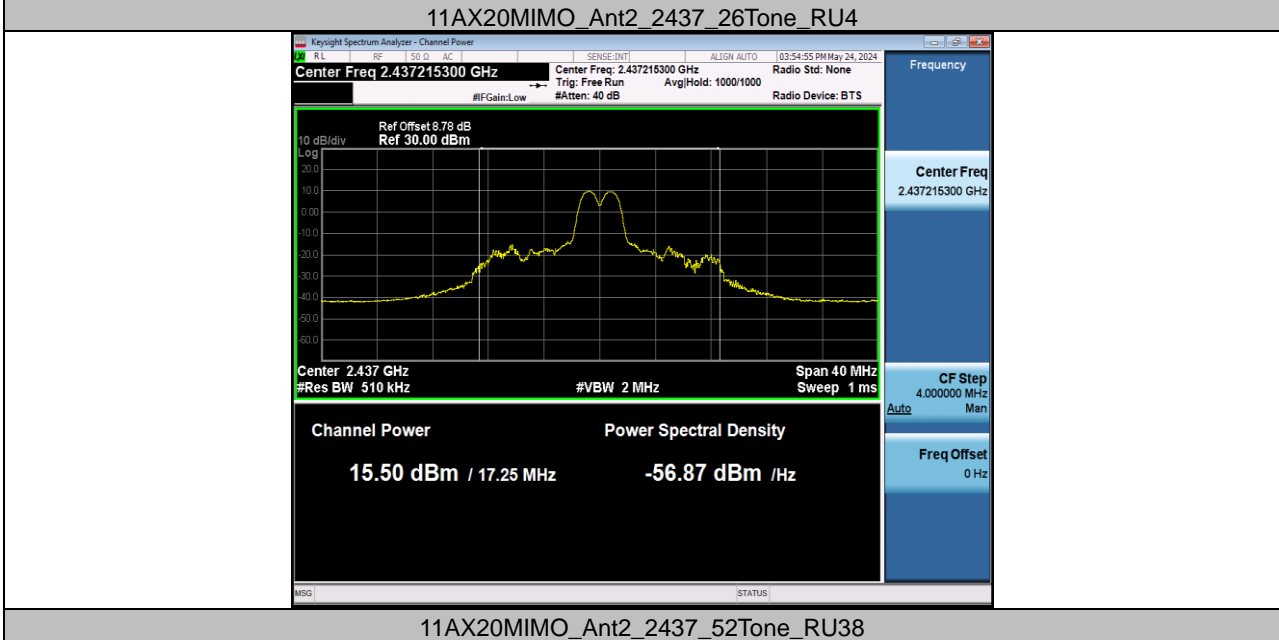 11AX20MIMO_Ant2_2437_26Tone_RU4
Keysight Spectrum Analyzer - Channel Power
RL RF 50 Ω AC SENSE:INT ALIGN AUTO 03:54:55 PM May 24, 2024
Center Freq 2.437215300 GHz
Center Freq: 2.437215300 GHz Radio Std: None
Trig: Free Run Avg|Hold: 1000/1000
#IFGain:Low #Atten: 40 dB Radio Device: BTS
Frequency
Ref Offset 8.78 dB
10 dB/div Ref 30.00 dBm
Log
20.0
10.0
0.00
-10.0
-20.0
-30.0
-40.0
-50.0
-60.0
Center 2.437 GHz Span 40 MHz
#Res BW 510 kHz #VBW 2 MHz Sweep 1 ms
Channel Power Power Spectral Density
15.50 dBm / 17.25 MHz -56.87 dBm /Hz
Center Freq
2.437215300 GHz
CF Step
4.000000 MHz
Auto Man
Freq Offset
0 Hz
MSG STATUS
11AX20MIMO_Ant2_2437_52Tone_RU38